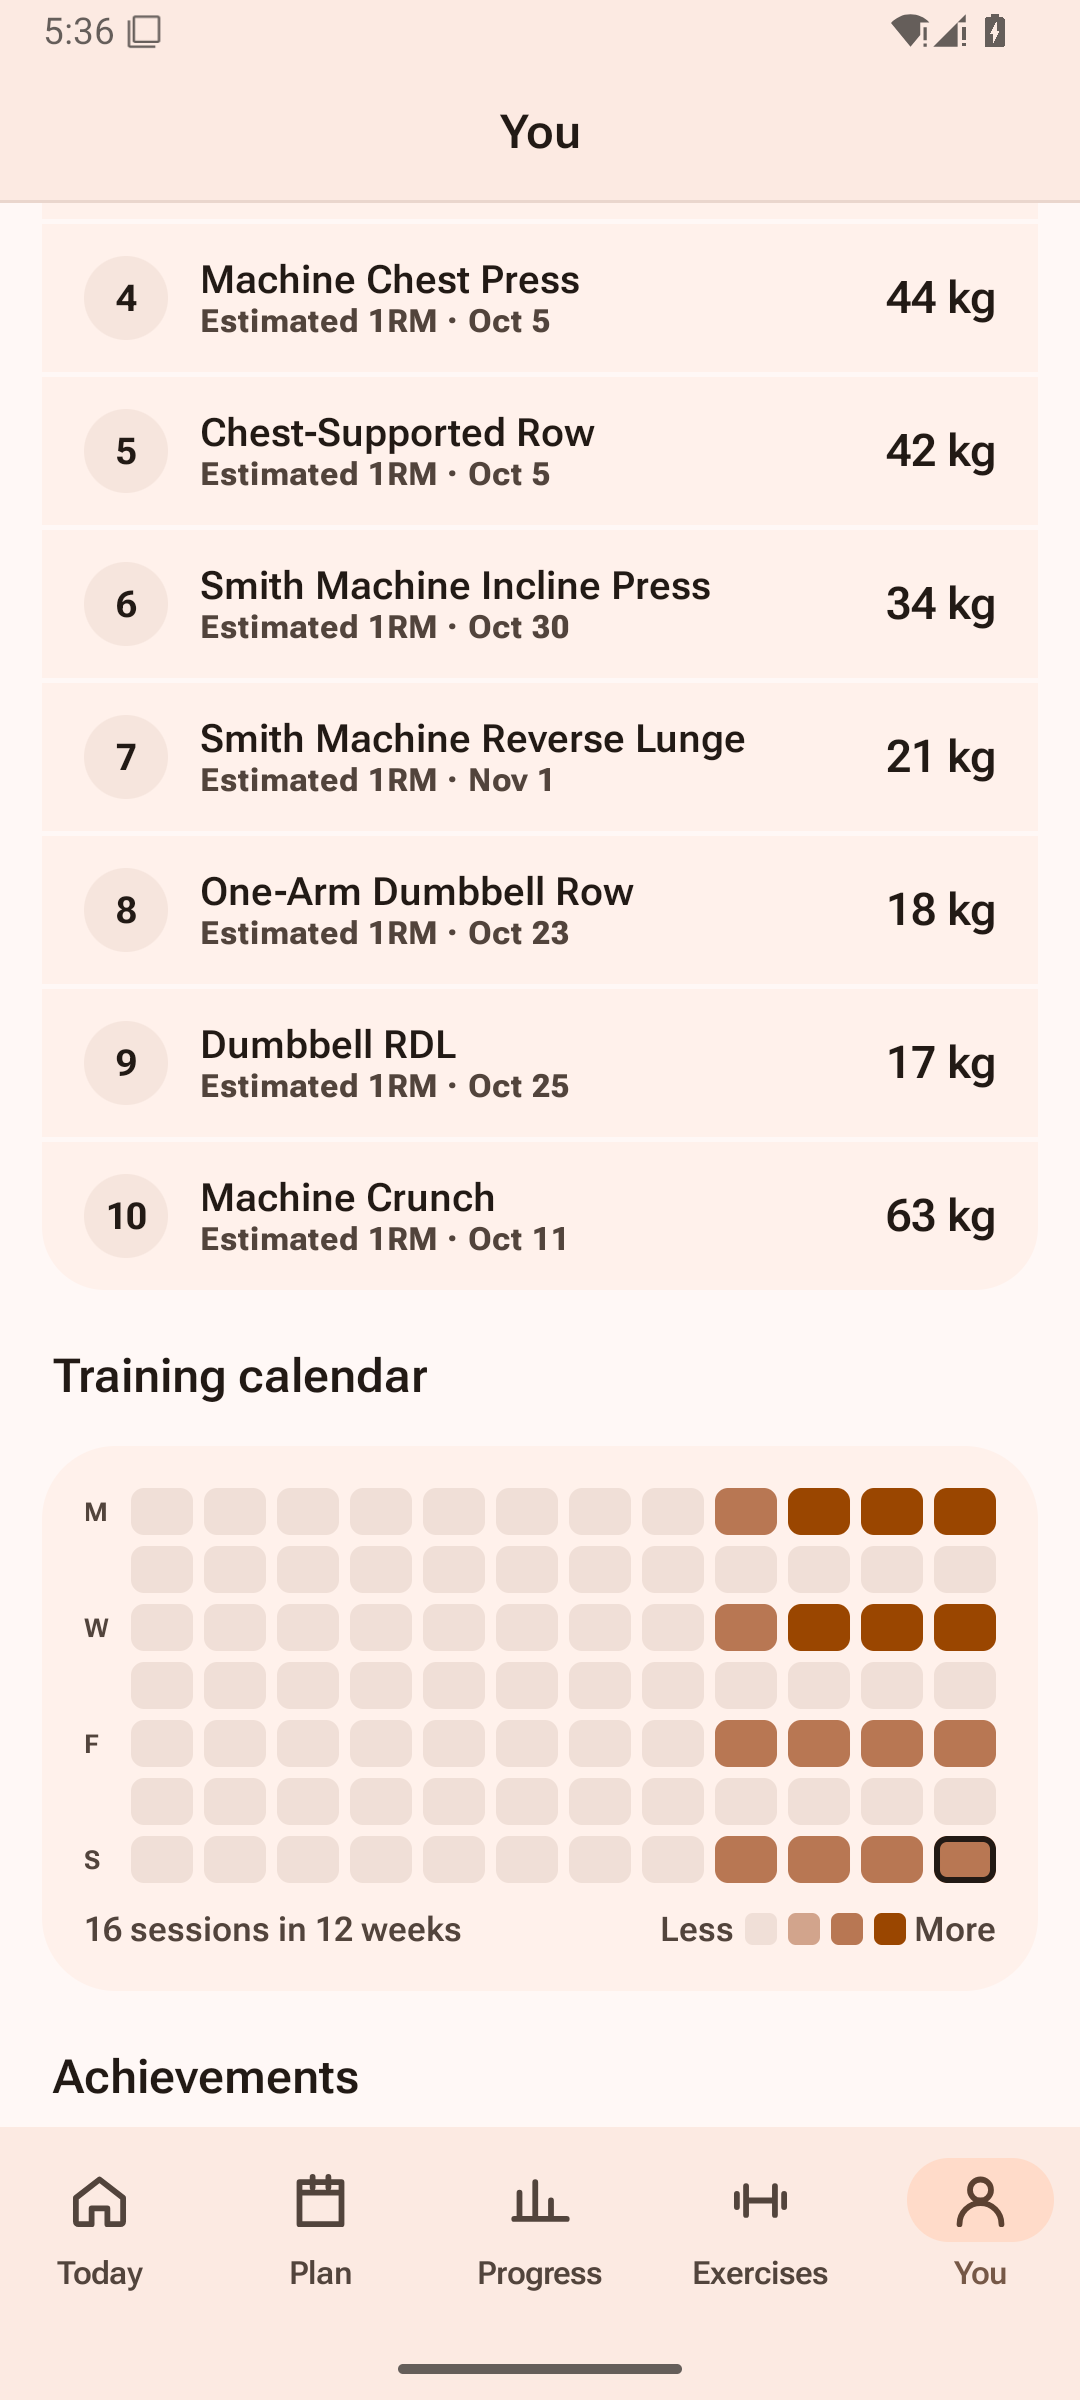 5:36
You
4
Machine Chest Press
Estimated 1RM · Oct 5
44 kg
5
Chest-Supported Row
Estimated 1RM · Oct 5
42 kg
6
Smith Machine Incline Press
Estimated 1RM · Oct 30
34 kg
7
Smith Machine Reverse Lunge
Estimated 1RM · Nov 1
21 kg
8
One-Arm Dumbbell Row
Estimated 1RM · Oct 23
18 kg
9
Dumbbell RDL
Estimated 1RM · Oct 25
17 kg
10
Machine Crunch
Estimated 1RM · Oct 11
63 kg
Training calendar
M
W
F
S
16 sessions in 12 weeks
Less
More
Achievements
Today
Plan
Progress
Exercises
You